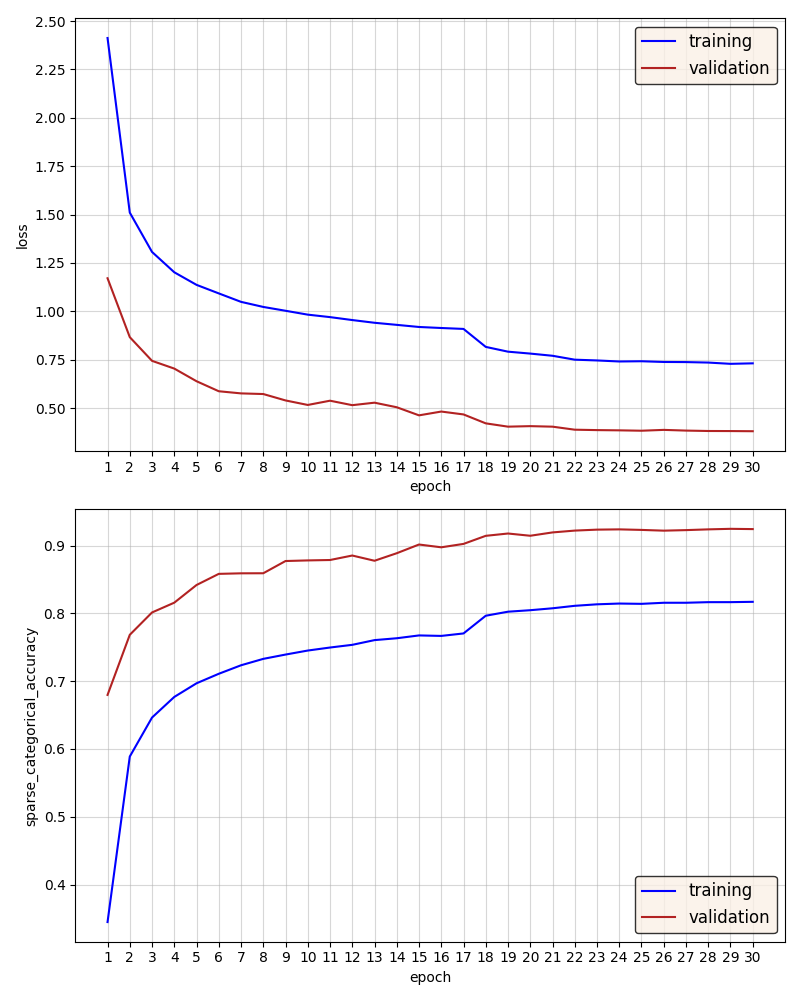 2.50
2.25
2.00
1.75
1.50
1.25
1.00
0.75
0.50
loss
training
validation
1 2 3 4 5 6 7 8 9 10 11 12 13 14 15 16 17 18 19 20 21 22 23 24 25 26 27 28 29 30
epoch
0.9
0.8
0.7
0.6
0.5
0.4
sparse_categorical_accuracy
training
validation
1 2 3 4 5 6 7 8 9 10 11 12 13 14 15 16 17 18 19 20 21 22 23 24 25 26 27 28 29 30
epoch